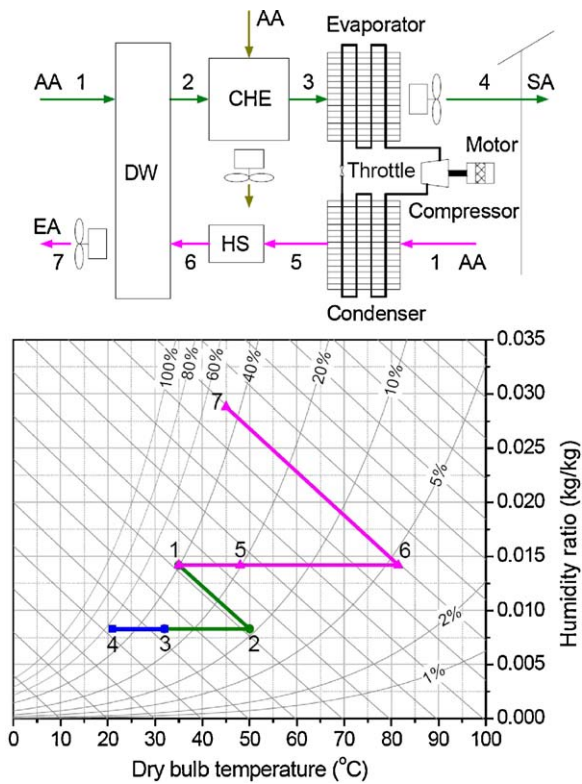 AA
AA 1 2 CHE 3 Evaporator 4 SA
DW
Throttle Motor
Compressor
EA
7 6 HS 5 1 AA
Condenser
100% 80% 60% 40% 20% 10% 5% 2% 1%
7
1 5 6
4 3 2
0.035
0.030
0.025
0.020
0.015
0.010
0.005
0.000
Humidity ratio (kg/kg)
0 10 20 30 40 50 60 70 80 90 100
Dry bulb temperature (°C)